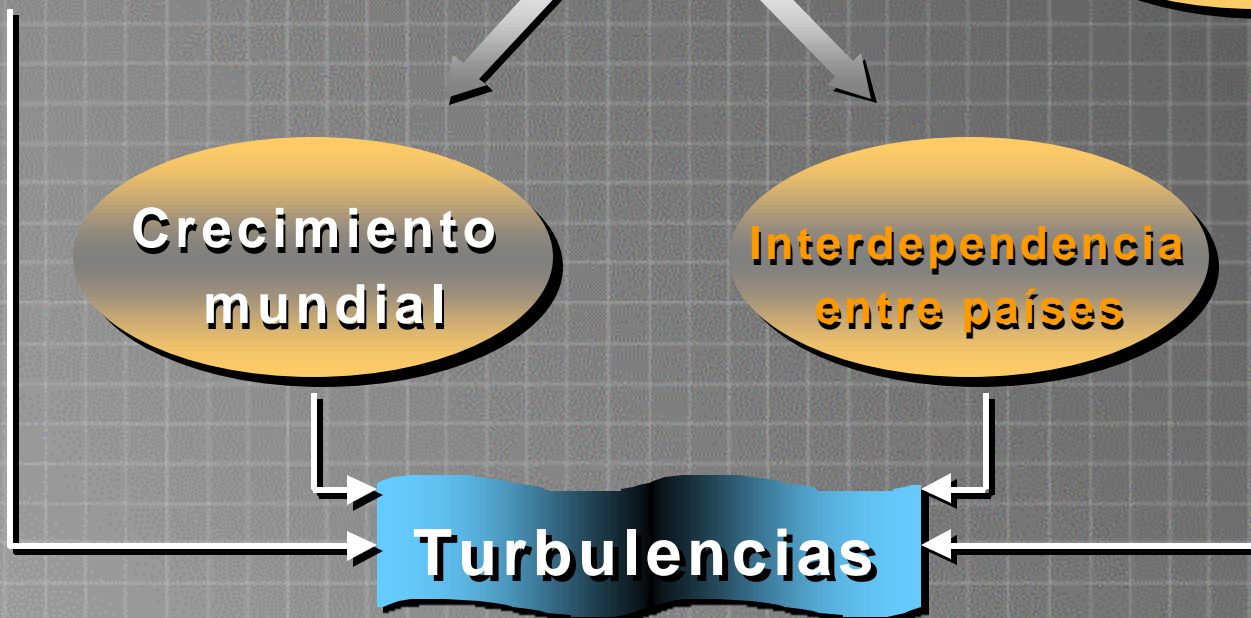 Crecimiento
mundial
Interdependencia
entre países
Turbulencias